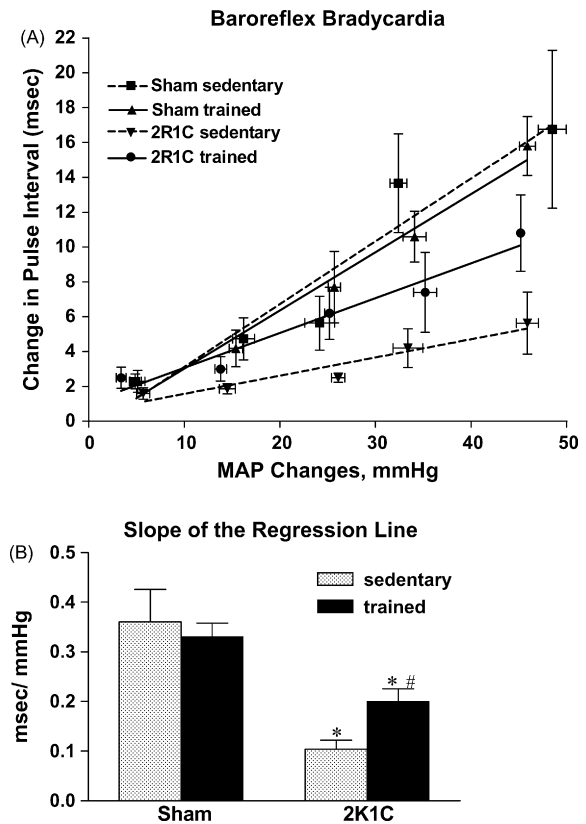 Baroreflex Bradycardia
(A)
22
20
18
16
14
12
10
8
6
4
2
0
Change in Pulse Interval (msec)
Sham sedentary
Sham trained
2R1C sedentary
2R1C trained
0 10 20 30 40 50
MAP Changes, mmHg
Slope of the Regression Line
(B)
0.5
0.4
0.3
0.2
0.1
0.0
msec/ mmHg
sedentary
trained
* #
*
Sham 2K1C